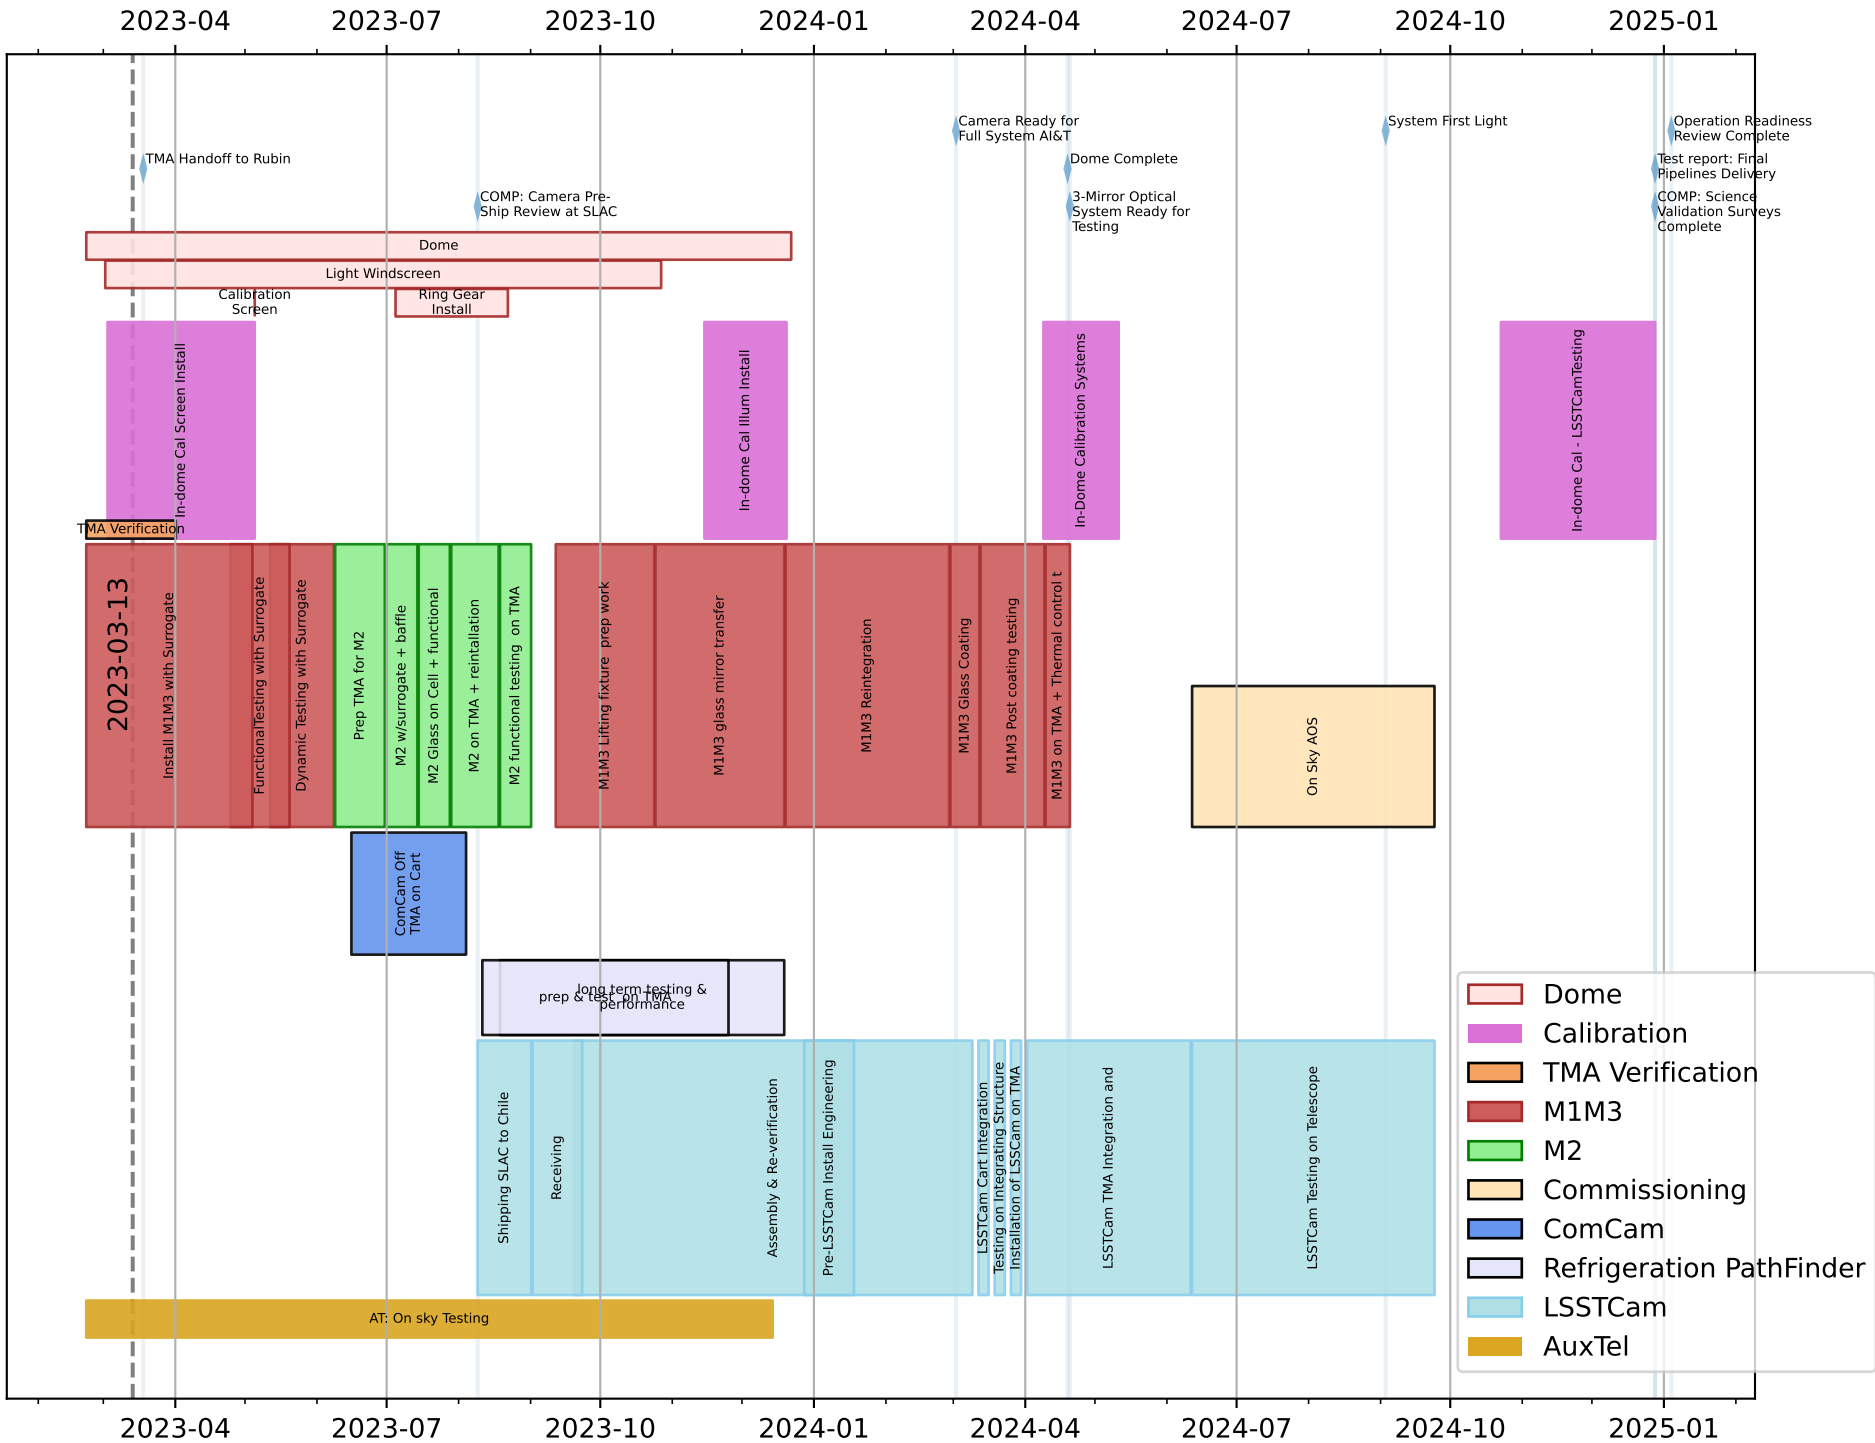 2023-04
2023-07
2023-10
2024-01
2024-04
2024-07
2024-10
2025-01
Camera Ready for
Full System AI&T
System First Light
Operation Readiness
Review Complete
TMA Handoff to Rubin
Dome Complete
Test report: Final
Pipelines Delivery
COMP: Camera Pre-
Ship Review at SLAC
3-Mirror Optical
System Ready for
Testing
COMP: Science
Validation Surveys
Complete
Dome
Light Windscreen
Calibration
Screen
Ring Gear
Install
In-dome Cal Screen Install
In-dome Cal Illum Install
In-Dome Calibration Systems
In-dome Cal - LSSTCamTesting
TMA Verification
2023-03-13
Install M1M3 with Surrogate
FunctionalTesting with Surrogate
Dynamic Testing with Surrogate
Prep TMA for M2
M2 w/surrogate + baffle
M2 Glass on Cell + functional
M2 on TMA + reintallation
M2 functional testing  on TMA
M1M3 Lifting fixture  prep work
M1M3 glass mirror transfer
M1M3 Reintegration
M1M3 Glass Coating
M1M3 Post coating testing
M1M3 on TMA + Thermal control t
On Sky AOS
ComCam Off
TMA on Cart
prep & test  on TMA
long term testing &
performance
Shipping SLAC to Chile
Receiving
Assembly & Re-verification
Pre-LSSTCam Install Engineering
LSSTCam Cart Integration
Testing on Integrating Structure
Installation of LSSCam on TMA
LSSTCam TMA Integration and
LSSTCam Testing on Telescope
AT: On sky Testing
Dome
Calibration
TMA Verification
M1M3
M2
Commissioning
ComCam
Refrigeration PathFinder
LSSTCam
AuxTel
2023-04
2023-07
2023-10
2024-01
2024-04
2024-07
2024-10
2025-01